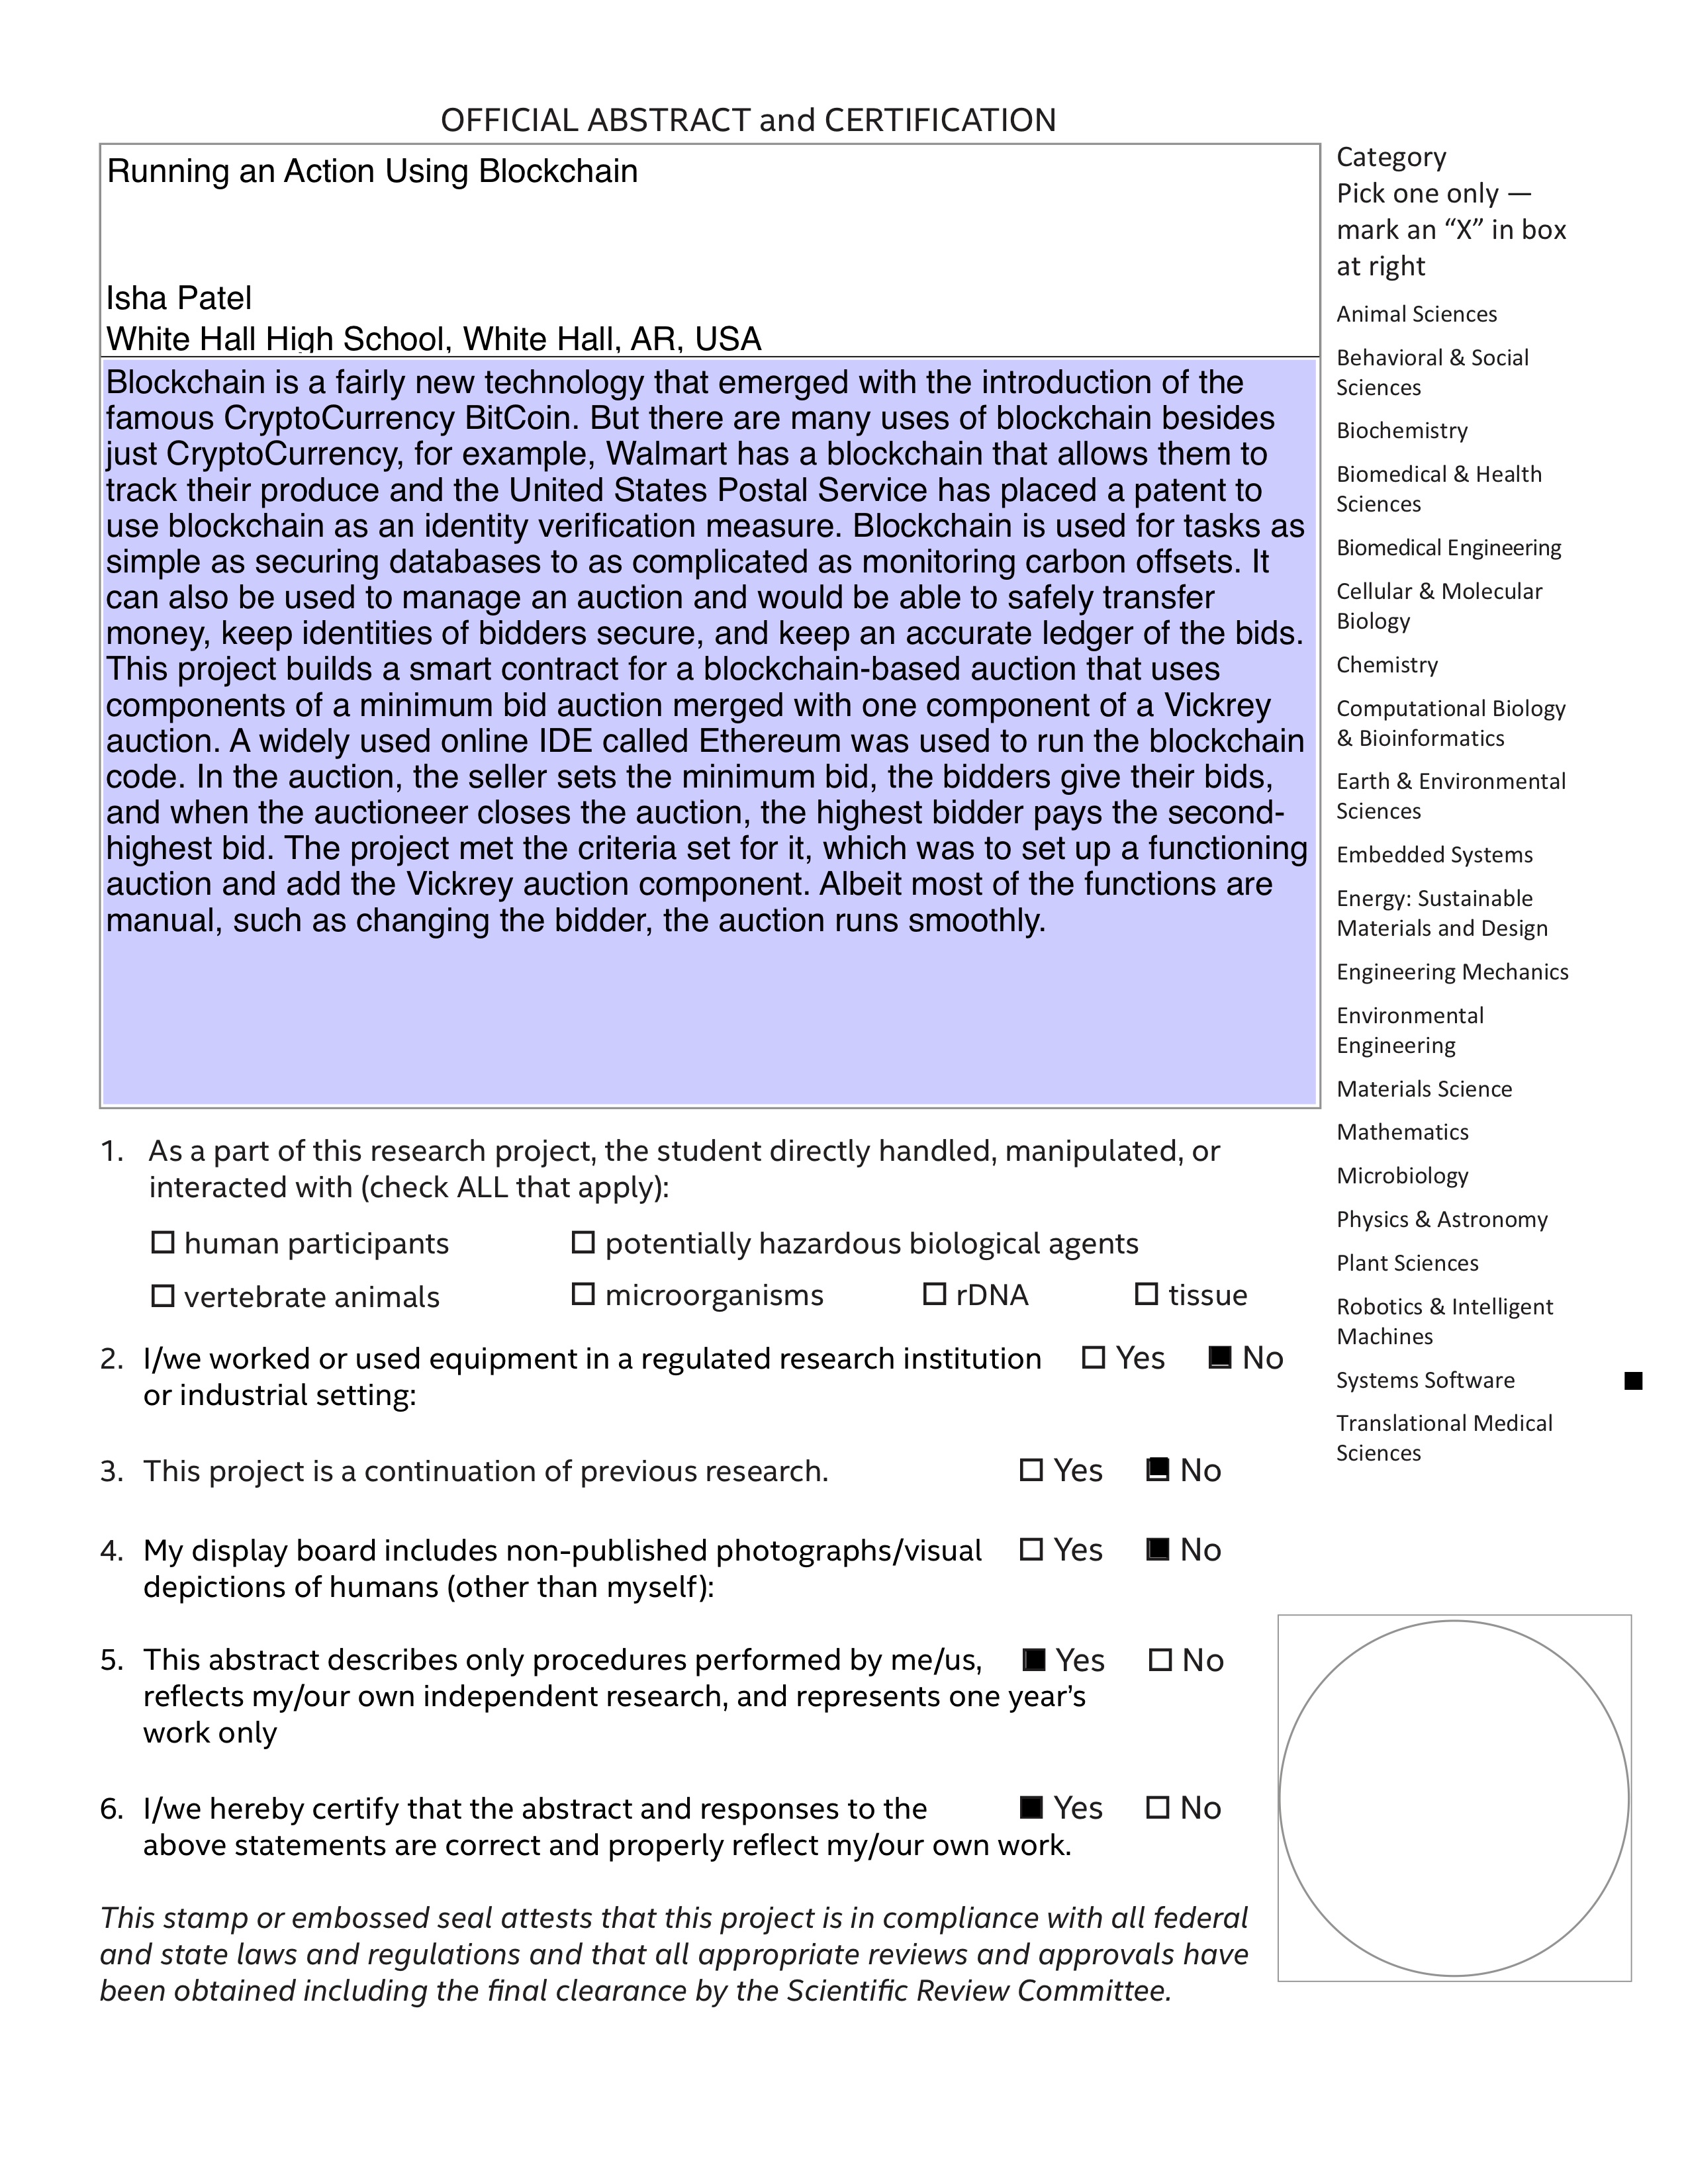 OFFICIAL ABSTRACT and CERTIFICATION
Running an Action Using Blockchain
Isha Patel
White Hall High School, White Hall, AR, USA
Blockchain is a fairly new technology that emerged with the introduction of the
famous CryptoCurrency BitCoin. But there are many uses of blockchain besides
just CryptoCurrency, for example, Walmart has a blockchain that allows them to
track their produce and the United States Postal Service has placed a patent to
use blockchain as an identity verification measure. Blockchain is used for tasks as
simple as securing databases to as complicated as monitoring carbon offsets. It
can also be used to manage an auction and would be able to safely transfer
money, keep identities of bidders secure, and keep an accurate ledger of the bids.
This project builds a smart contract for a blockchain-based auction that uses
components of a minimum bid auction merged with one component of a Vickrey
auction. A widely used online IDE called Ethereum was used to run the blockchain
code. In the auction, the seller sets the minimum bid, the bidders give their bids,
and when the auctioneer closes the auction, the highest bidder pays the second-
highest bid. The project met the criteria set for it, which was to set up a functioning
auction and add the Vickrey auction component. Albeit most of the functions are
manual, such as changing the bidder, the auction runs smoothly.
1. As a part of this research project, the student directly handled, manipulated, or
interacted with (check ALL that apply):
human participants potentially hazardous biological agents
vertebrate animals microorganisms rDNA tissue
2. I/we worked or used equipment in a regulated research institution Yes No
or industrial setting:
3. This project is a continuation of previous research. Yes No
4. My display board includes non-published photographs/visual Yes No
depictions of humans (other than myself):
5. This abstract describes only procedures performed by me/us, Yes No
reflects my/our own independent research, and represents one year’s
work only
6. I/we hereby certify that the abstract and responses to the Yes No
above statements are correct and properly reflect my/our own work.
This stamp or embossed seal attests that this project is in compliance with all federal
and state laws and regulations and that all appropriate reviews and approvals have
been obtained including the final clearance by the Scientific Review Committee.
Category
Pick one only —
mark an “X” in box
at right
Animal Sciences
Behavioral & Social
Sciences
Biochemistry
Biomedical & Health
Sciences
Biomedical Engineering
Cellular & Molecular
Biology
Chemistry
Computational Biology
& Bioinformatics
Earth & Environmental
Sciences
Embedded Systems
Energy: Sustainable
Materials and Design
Engineering Mechanics
Environmental
Engineering
Materials Science
Mathematics
Microbiology
Physics & Astronomy
Plant Sciences
Robotics & Intelligent
Machines
Systems Software
Translational Medical
Sciences